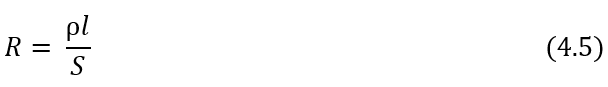 R = ρl/S (4.5)